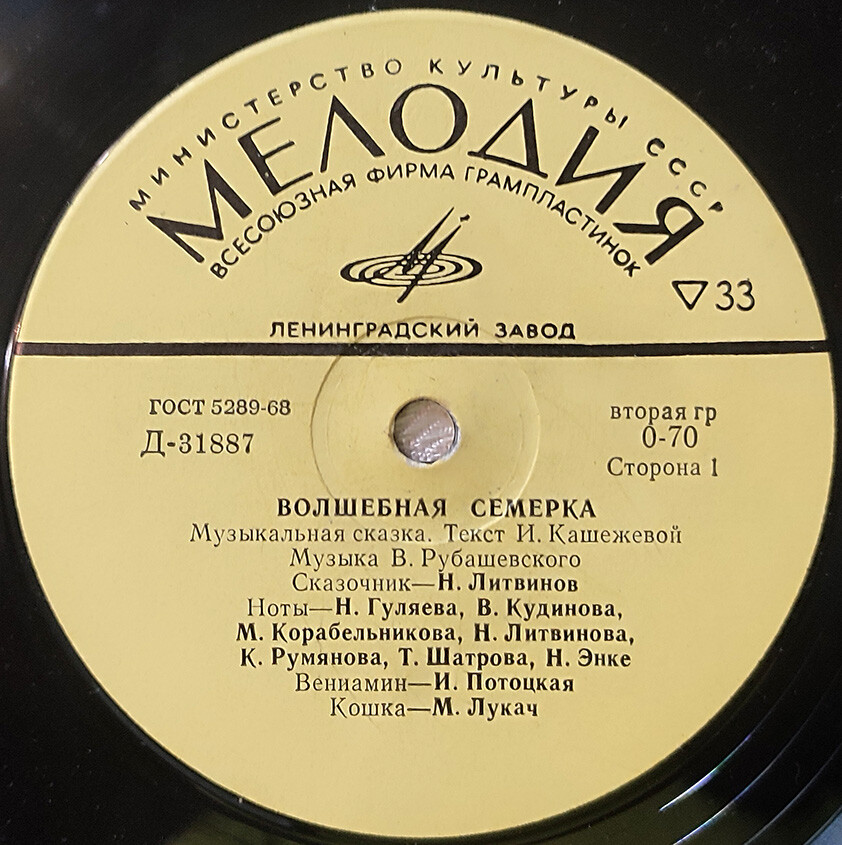 МИНИСТЕРСТВО КУЛЬТУРЫ СССР
МЕЛОДИЯ
ВСЕСОЮЗНАЯ ФИРМА ГРАМПЛАСТИНОК
33
ЛЕНИНГРАДСКИЙ ЗАВОД
ГОСТ 5289-68
Д-31887
вторая гр
0-70
Сторона 1
ВОЛШЕБНАЯ СЕМЕРКА
Музыкальная сказка. Текст И. Кашежевой
Музыка В. Рубашевского
Сказочник—Н. Литвинов
Ноты—Н. Гуляева, В. Кудинова,
М. Корабельникова, Н. Литвинова,
К. Румянова, Т. Шатрова, Н. Энке
Вениамин—И. Потоцкая
Кошка—М. Лукач